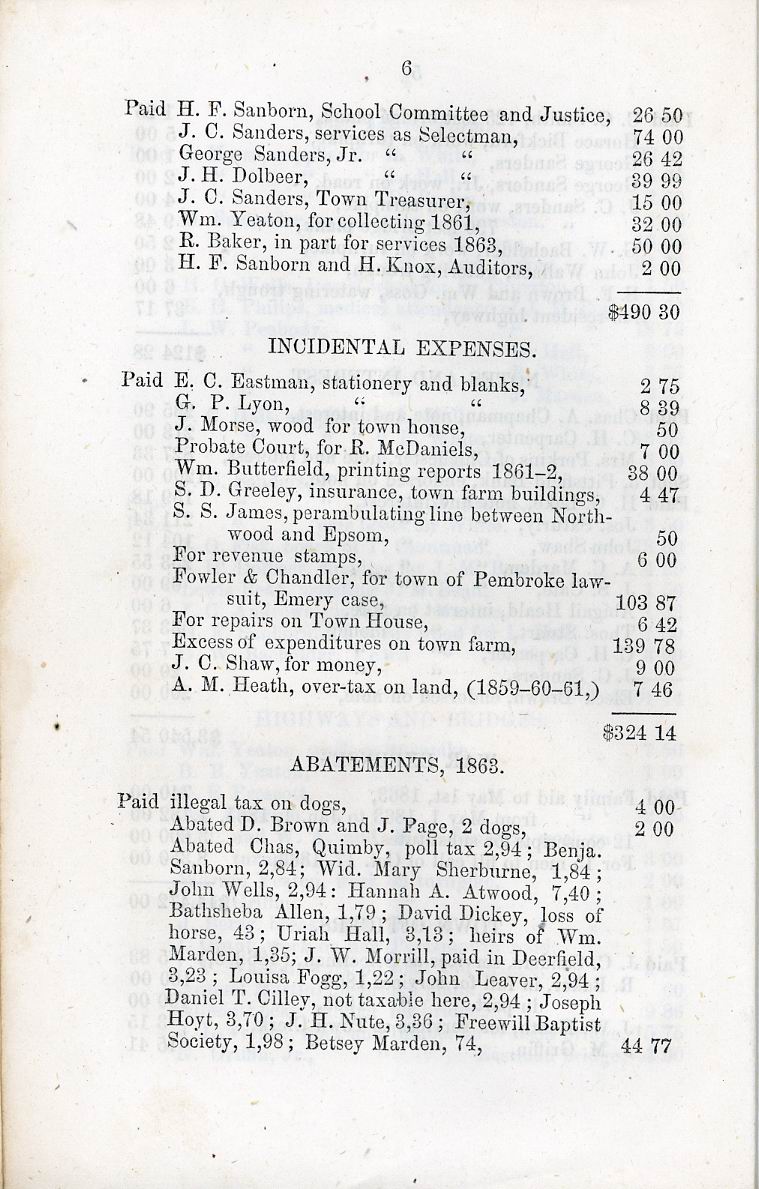 6
Paid H. F. Sanborn, School Committee and Justice, 26 50
J. C. Sanders, services as Selectman, 74 00
George Sanders, Jr. “ “ 26 42
J. H. Dolbeer, “ “ 39 99
J. C. Sanders, Town Treasurer, 15 00
Wm. Yeaton, for collecting 1861, 32 00
R. Baker, in part for services 1863, 50 00
H. F. Sanborn and H. Knox, Auditors, 2 00
$490 30
INCIDENTAL EXPENSES.
Paid E. C. Eastman, stationery and blanks, 2 75
G. P. Lyon, “ “ 8 39
J. Morse, wood for town house, 50
Probate Court, for R. McDaniels, 7 00
Wm. Butterfield, printing reports 1861–2, 38 00
S. D. Greeley, insurance, town farm buildings, 4 47
S. S. James, perambulating line between North-
wood and Epsom, 50
For revenue stamps, 6 00
Fowler & Chandler, for town of Pembroke law-
suit, Emery case, 103 87
For repairs on Town House, 6 42
Excess of expenditures on town farm, 139 78
J. C. Shaw, for money, 9 00
A. M. Heath, over-tax on land, (1859–60–61,) 7 46
$324 14
ABATEMENTS, 1863.
Paid illegal tax on dogs, 4 00
Abated D. Brown and J. Page, 2 dogs, 2 00
Abated Chas, Quimby, poll tax 2,94; Benja.
Sanborn, 2,84; Wid. Mary Sherburne, 1,84;
John Wells, 2,94: Hannah A. Atwood, 7,40;
Bathsheba Allen, 1,79; David Dickey, loss of
horse, 43; Uriah Hall, 3,13; heirs of Wm.
Marden, 1,35; J. W. Morrill, paid in Deerfield,
3,23; Louisa Fogg, 1,22; John Leaver, 2,94;
Daniel T. Cilley, not taxable here, 2,94; Joseph
Hoyt, 3,70; J. H. Nute, 3,36; Freewill Baptist
Society, 1,98; Betsey Marden, 74, 44 77